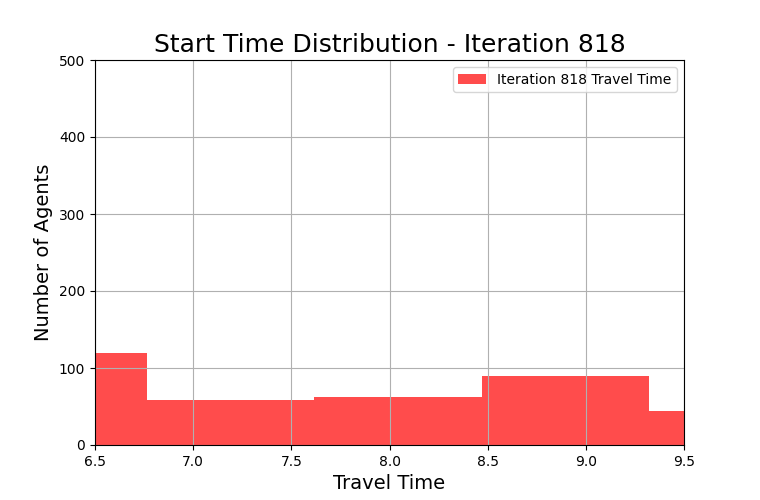 Start Time Distribution - Iteration 818
Iteration 818 Travel Time
Number of Agents
500
400
300
200
100
0
6.5 7.0 7.5 8.0 8.5 9.0 9.5
Travel Time